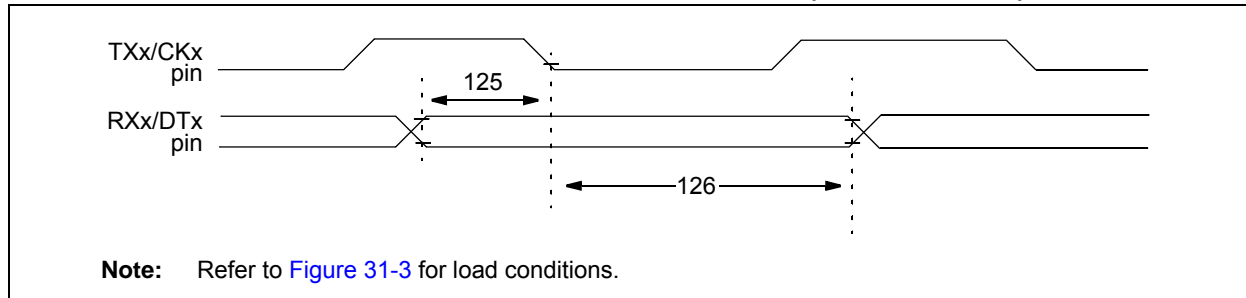 TXx/CKx
pin
125
RXx/DTx
pin
126
Note: Refer to Figure 31-3 for load conditions.